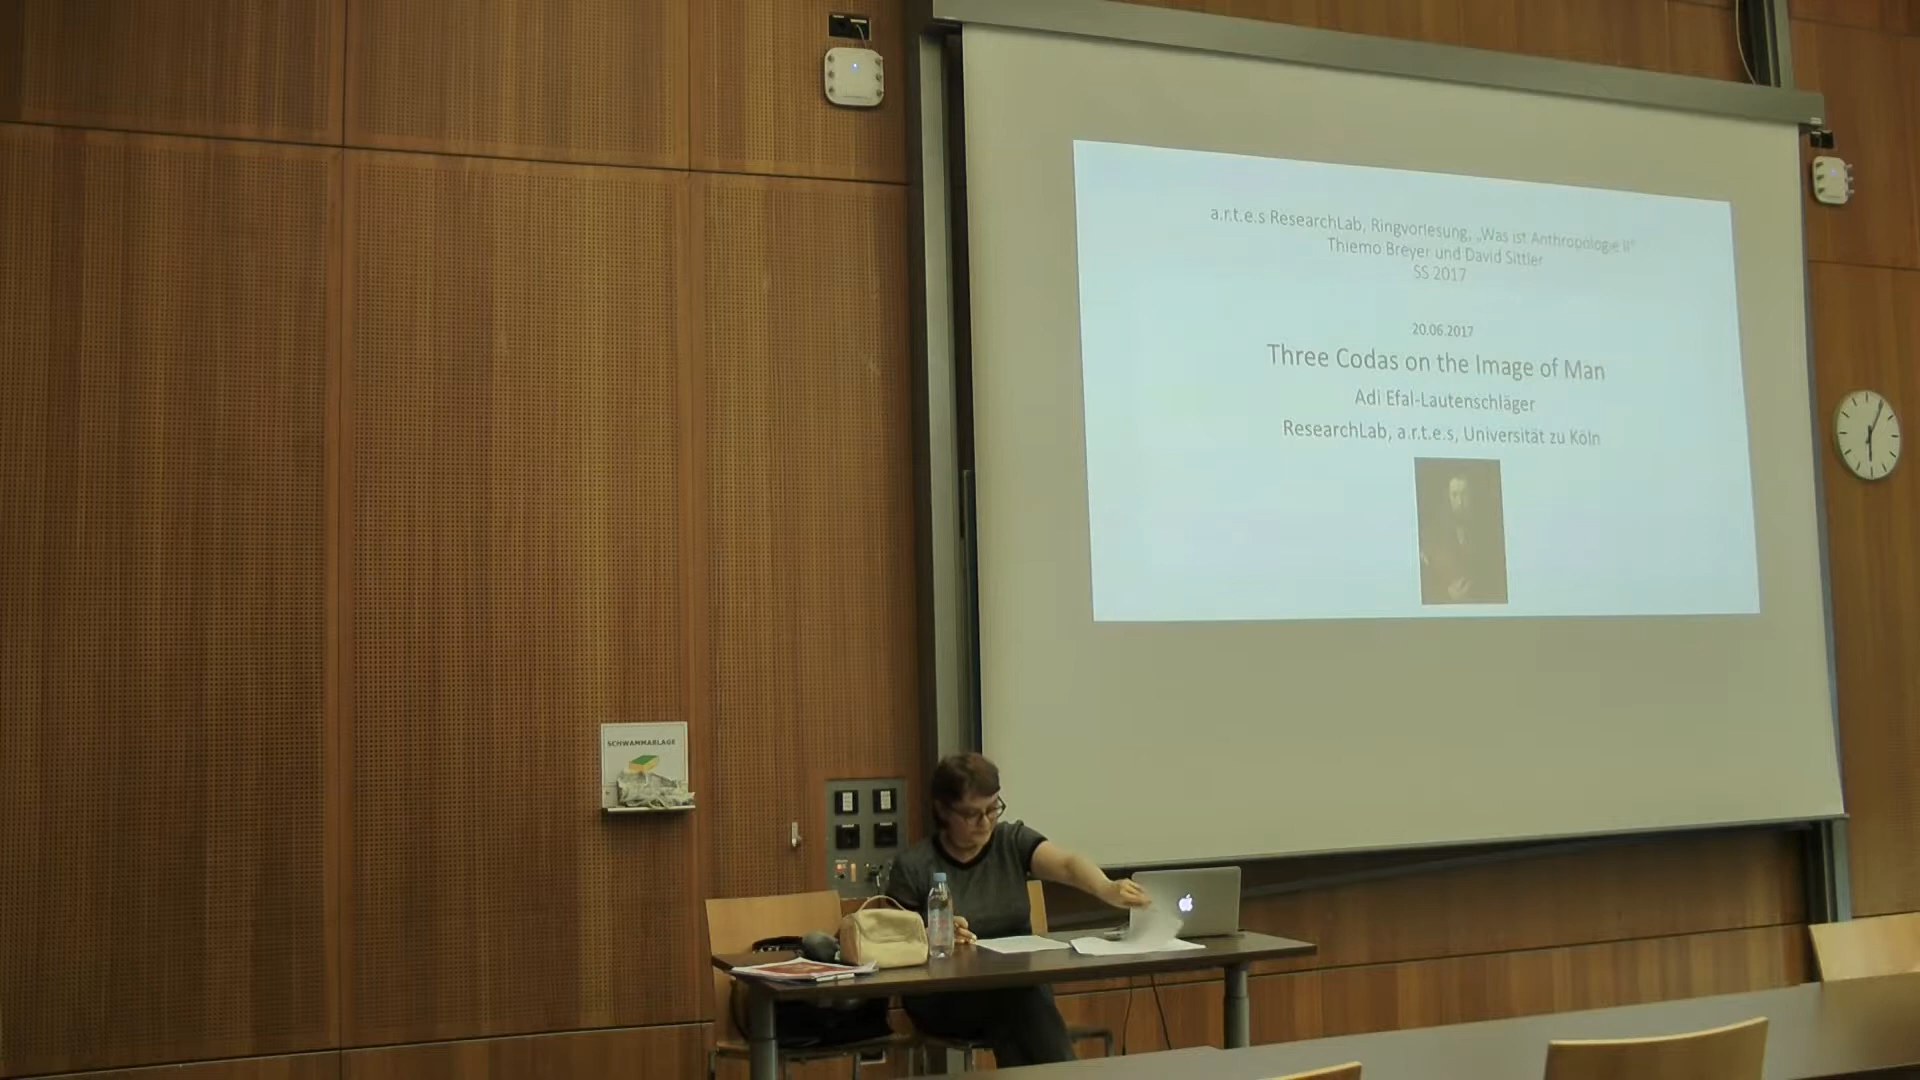 a.r.t.e.s ResearchLab, Ringvorlesung, „Was ist Anthropologie II"
Thiemo Breyer und David Sittler
SS 2017
20.06.2017
Three Codas on the Image of Man
Adi Efal-Lautenschläger
ResearchLab, a.r.t.e.s, Universität zu Köln
SCHWAMMABLAGE